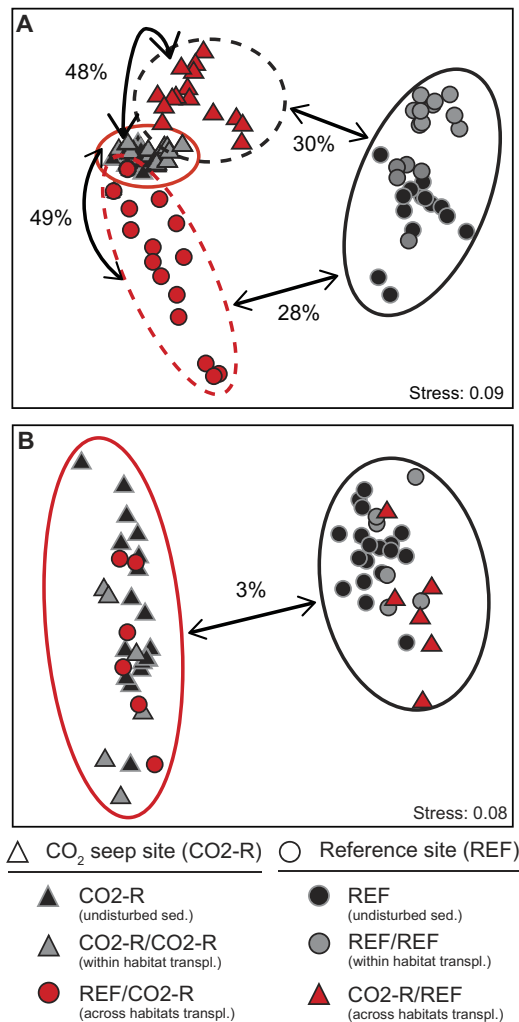 A
48%
30%
49%
28%
Stress: 0.09
B
3%
Stress: 0.08
CO2 seep site (CO2-R)
Reference site (REF)
CO2-R
(undisturbed sed.)
REF
(undisturbed sed.)
CO2-R/CO2-R
(within habitat transpl.)
REF/REF
(within habitat transpl.)
REF/CO2-R
(across habitats transpl.)
CO2-R/REF
(across habitats transpl.)